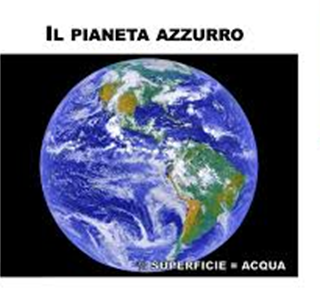 IL PIANETA AZZURRO
SUPERFICIE = ACQUA